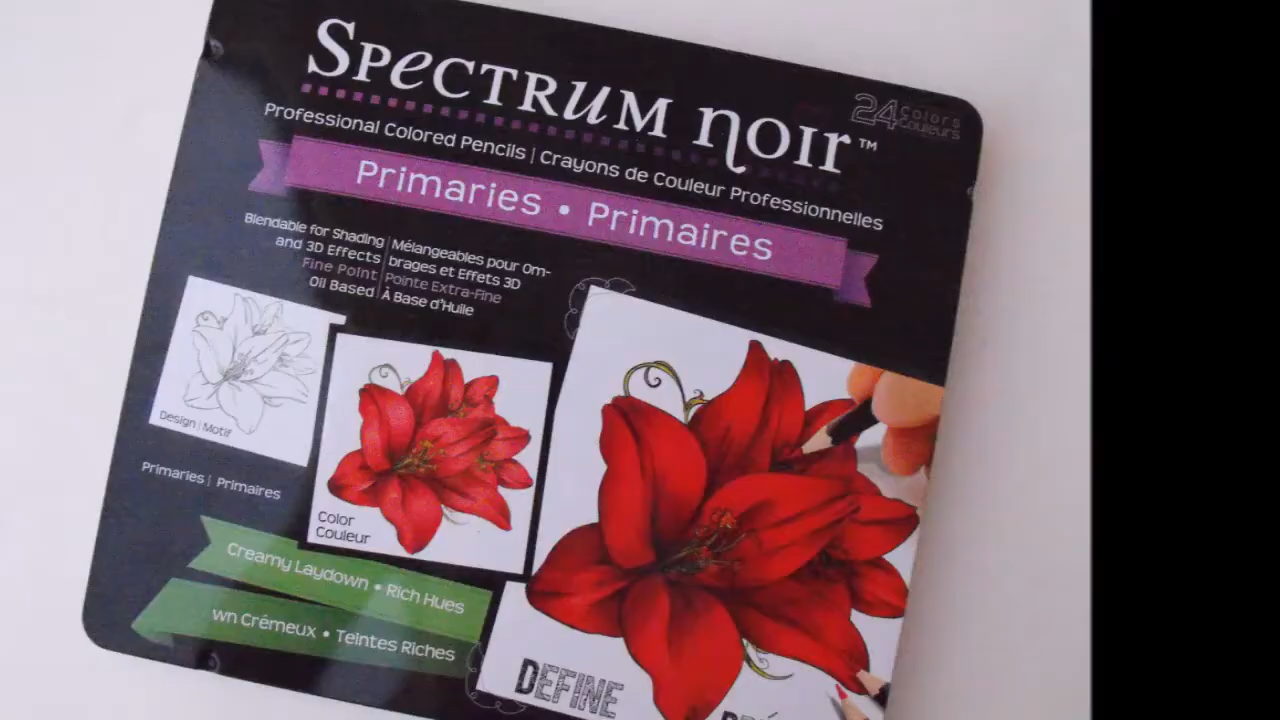 SPeCTRuM noIr™
24 Colors
Couleurs
Professional Colored Pencils | Crayons de Couleur Professionnelles
Primaries • Primaires
Blendable for Shading
and 3D Effects
Fine Point
Oil Based
Mélangeables pour Om-
brages et Effets 3D
Pointe Extra-Fine
À Base d'Huile
Design | Motif
Primaries | Primaires
Color
Couleur
Creamy Laydown • Rich Hues
wn Crémeux • Teintes Riches
DEFINE